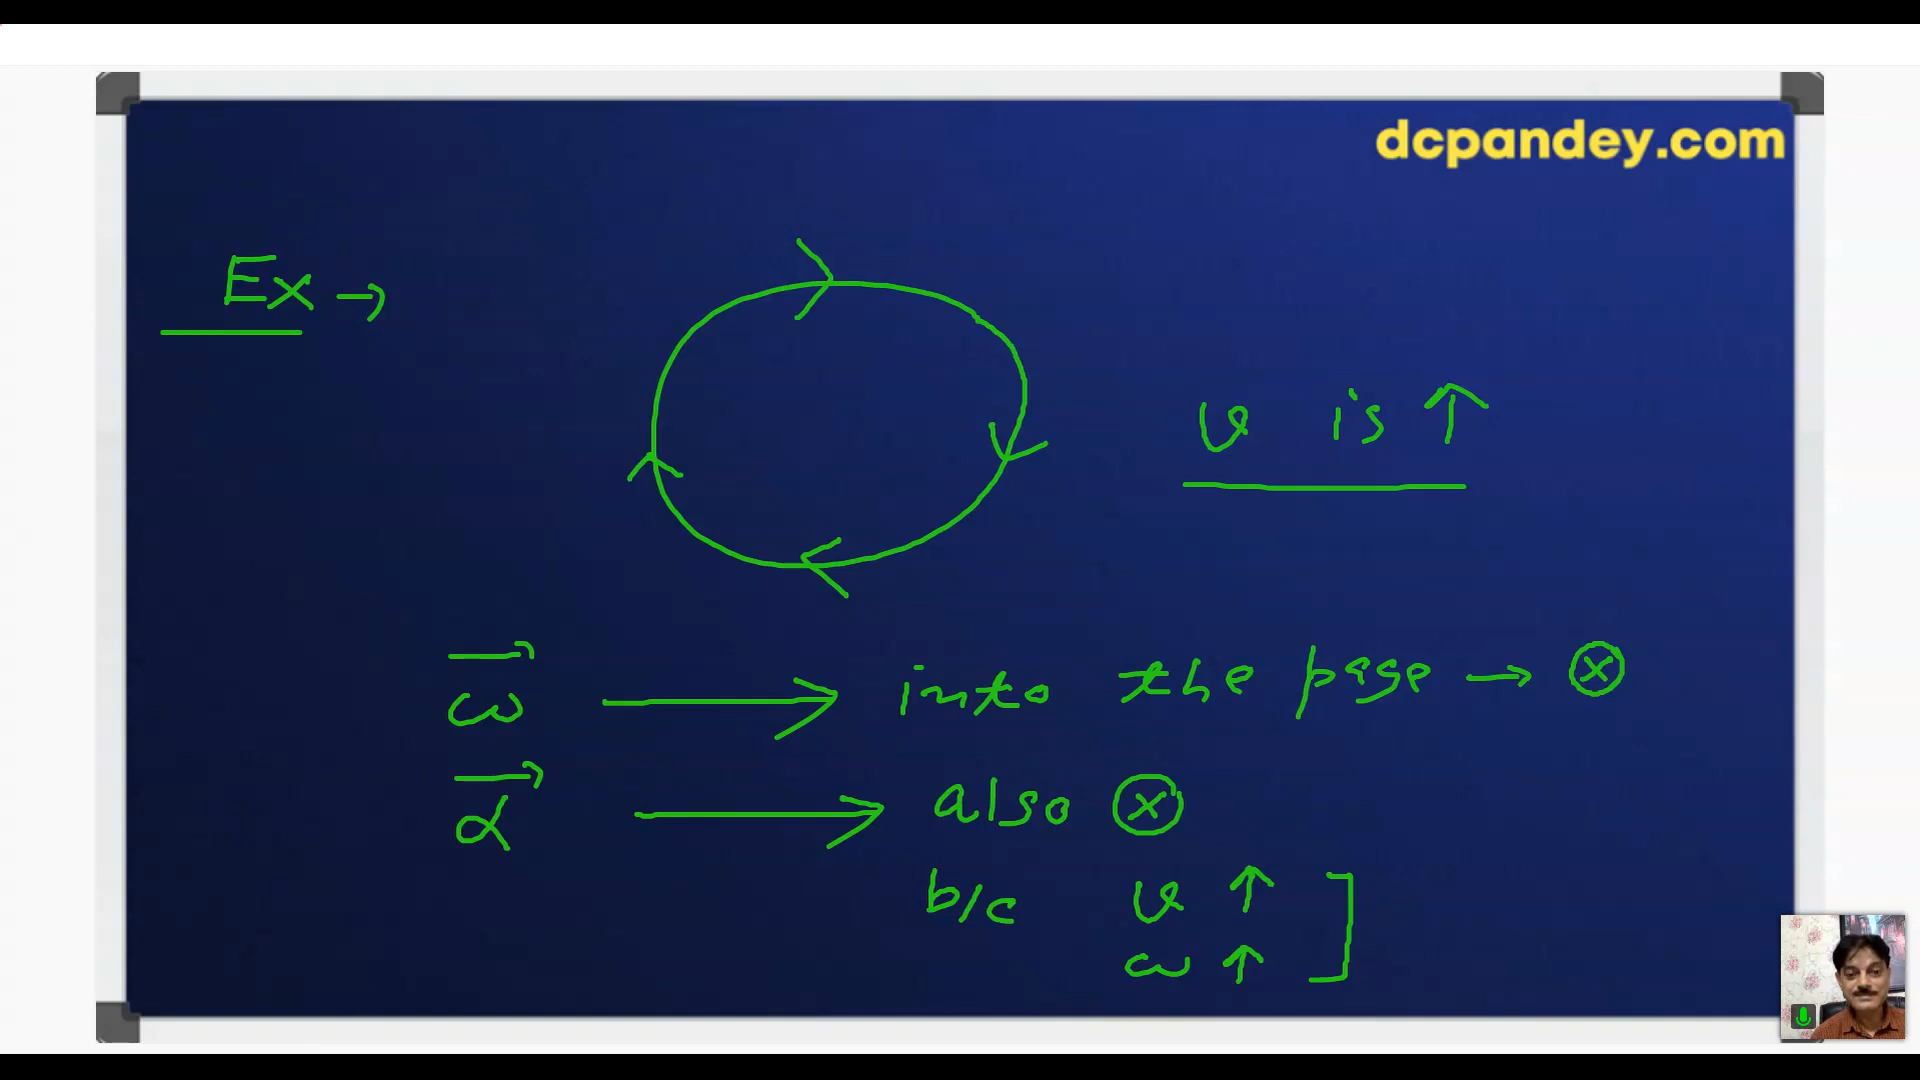 dcpandey.com
Ex →
v is ↑
ω⃗ → into the page → ⊗
α⃗ → also ⊗
b/c v ↑
ω ↑